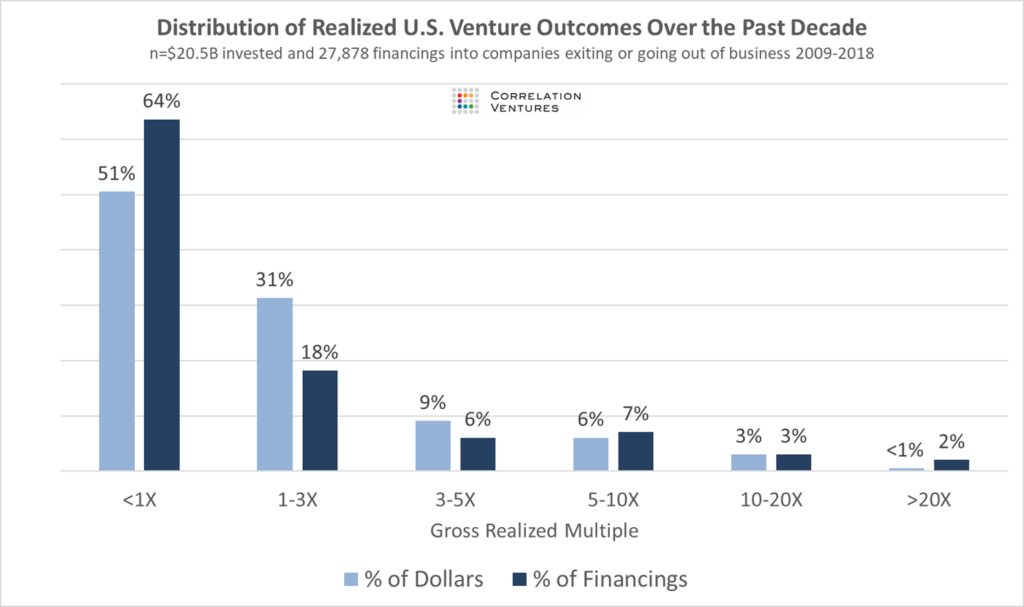 Distribution of Realized U.S. Venture Outcomes Over the Past Decade
n=$20.5B invested and 27,878 financings into companies exiting or going out of business 2009-2018
CORRELATION
VENTURES
64%
51%
31%
18%
9%
6%
6%
7%
3%
3%
<1%
2%
<1X
1-3X
3-5X
5-10X
10-20X
>20X
Gross Realized Multiple
% of Dollars
% of Financings